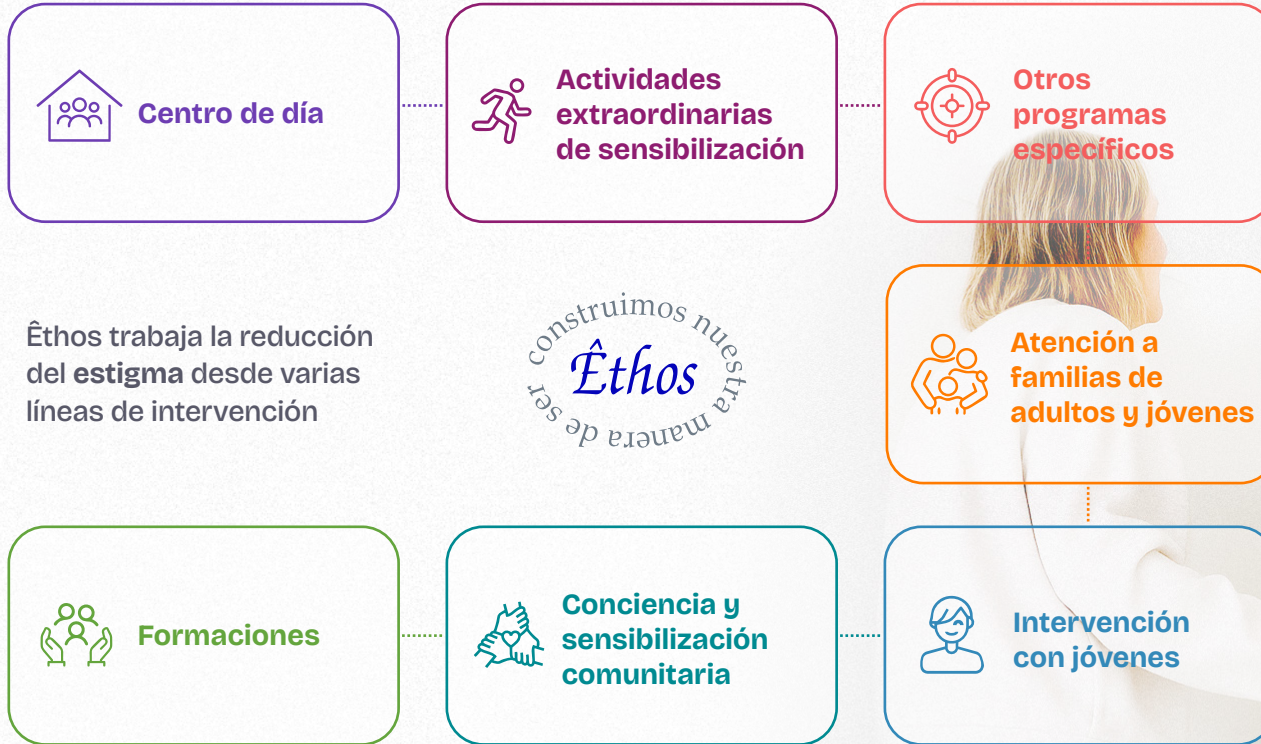 Centro de día
Actividades
extraordinarias
de sensibilización
Otros
programas
específicos
Êthos trabaja la reducción
del estigma desde varias
líneas de intervención
construimos nuestra manera de ser
Êthos
Atención a
familias de
adultos y jóvenes
Formaciones
Conciencia y
sensibilización
comunitaria
Intervención
con jóvenes